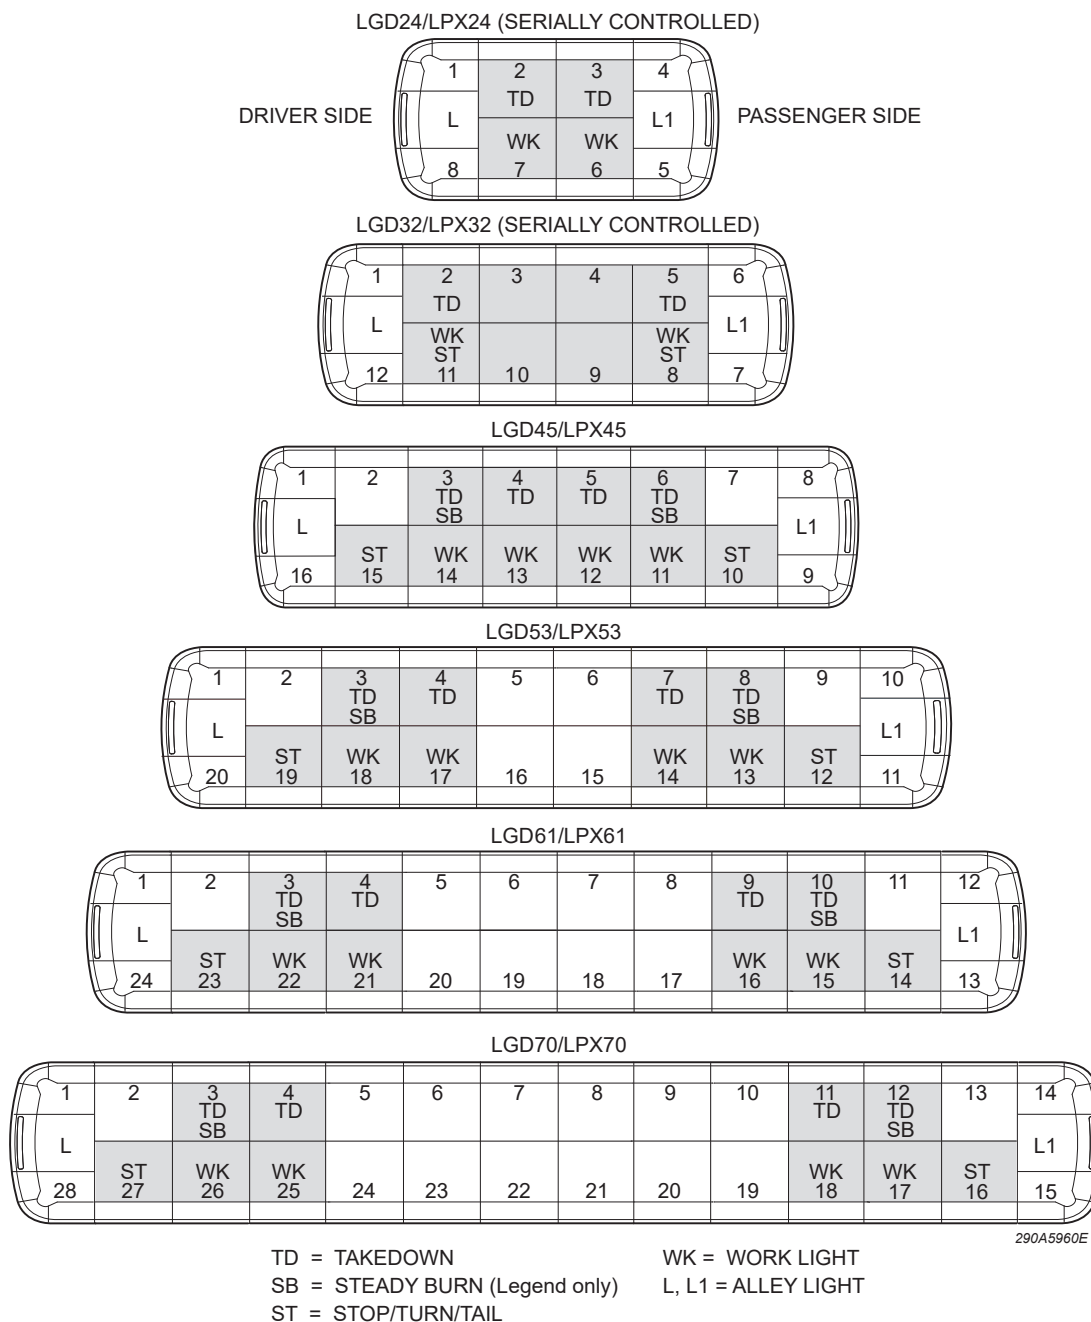 LGD24/LPX24 (SERIALLY CONTROLLED)
1 2 3 4
TD TD
DRIVER SIDE L L1 PASSENGER SIDE
WK WK
8 7 6 5
LGD32/LPX32 (SERIALLY CONTROLLED)
1 2 3 4 5 6
TD TD
L L1
WK WK
ST ST
12 11 10 9 8 7
LGD45/LPX45
1 2 3 4 5 6 7 8
TD TD TD TD
SB SB
L L1
ST WK WK WK WK ST
16 15 14 13 12 11 10 9
LGD53/LPX53
1 2 3 4 5 6 7 8 9 10
TD TD TD TD
SB SB
L L1
ST WK WK WK WK ST
20 19 18 17 16 15 14 13 12 11
LGD61/LPX61
1 2 3 4 5 6 7 8 9 10 11 12
TD TD TD TD
SB SB
L L1
ST WK WK WK WK ST
24 23 22 21 20 19 18 17 16 15 14 13
LGD70/LPX70
1 2 3 4 5 6 7 8 9 10 11 12 13 14
TD TD TD TD
SB SB
L L1
ST WK WK WK WK ST
28 27 26 25 24 23 22 21 20 19 18 17 16 15
290A5960E
TD = TAKEDOWN WK = WORK LIGHT
SB = STEADY BURN (Legend only) L, L1 = ALLEY LIGHT
ST = STOP/TURN/TAIL